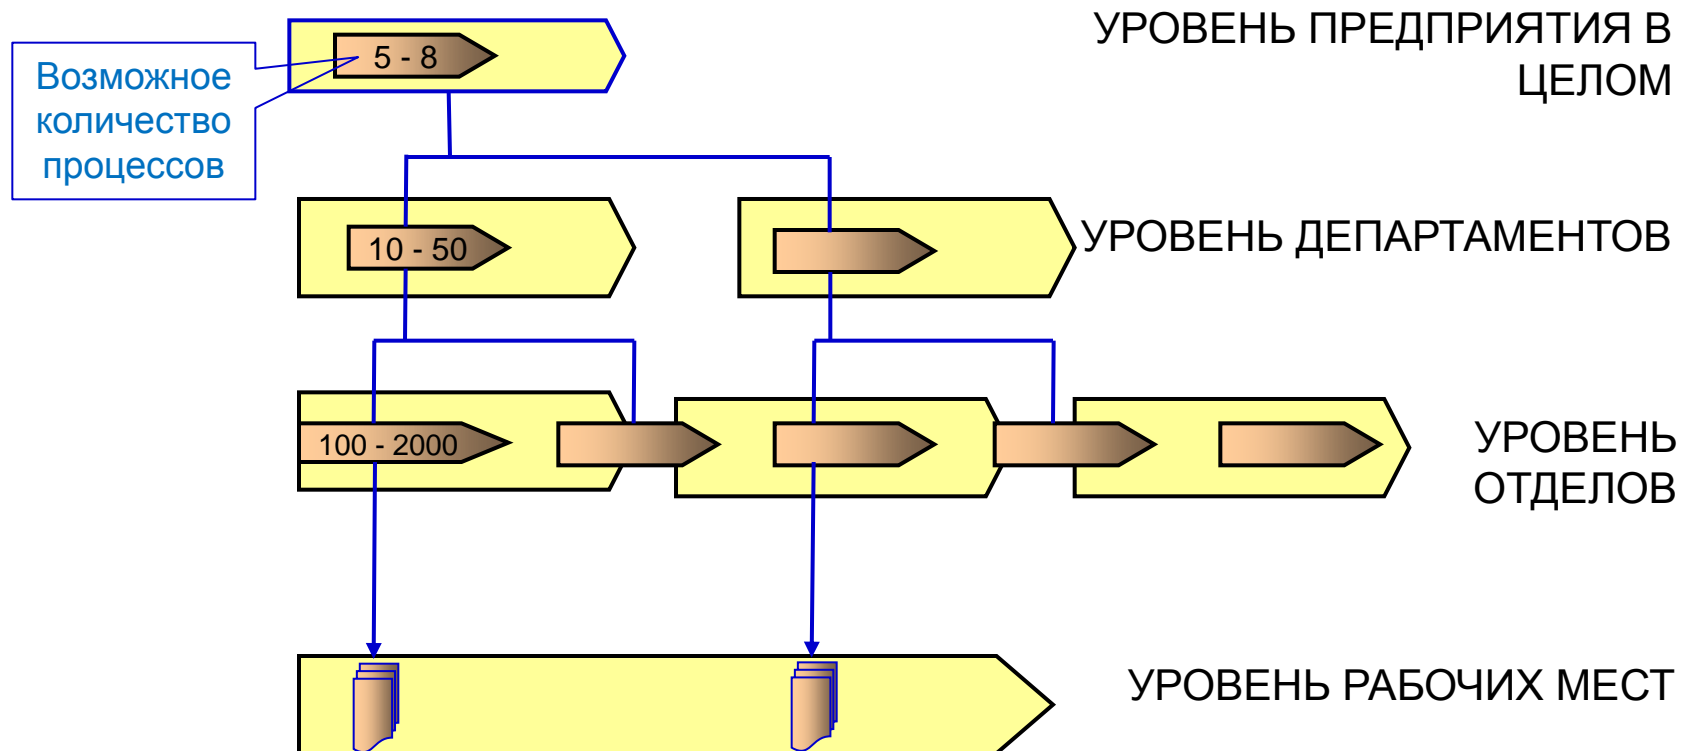 УРОВЕНЬ ПРЕДПРИЯТИЯ В
ЦЕЛОМ
5 - 8
Возможное
количество
процессов
10 - 50
УРОВЕНЬ ДЕПАРТАМЕНТОВ
100 - 2000
УРОВЕНЬ
ОТДЕЛОВ
УРОВЕНЬ РАБОЧИХ МЕСТ